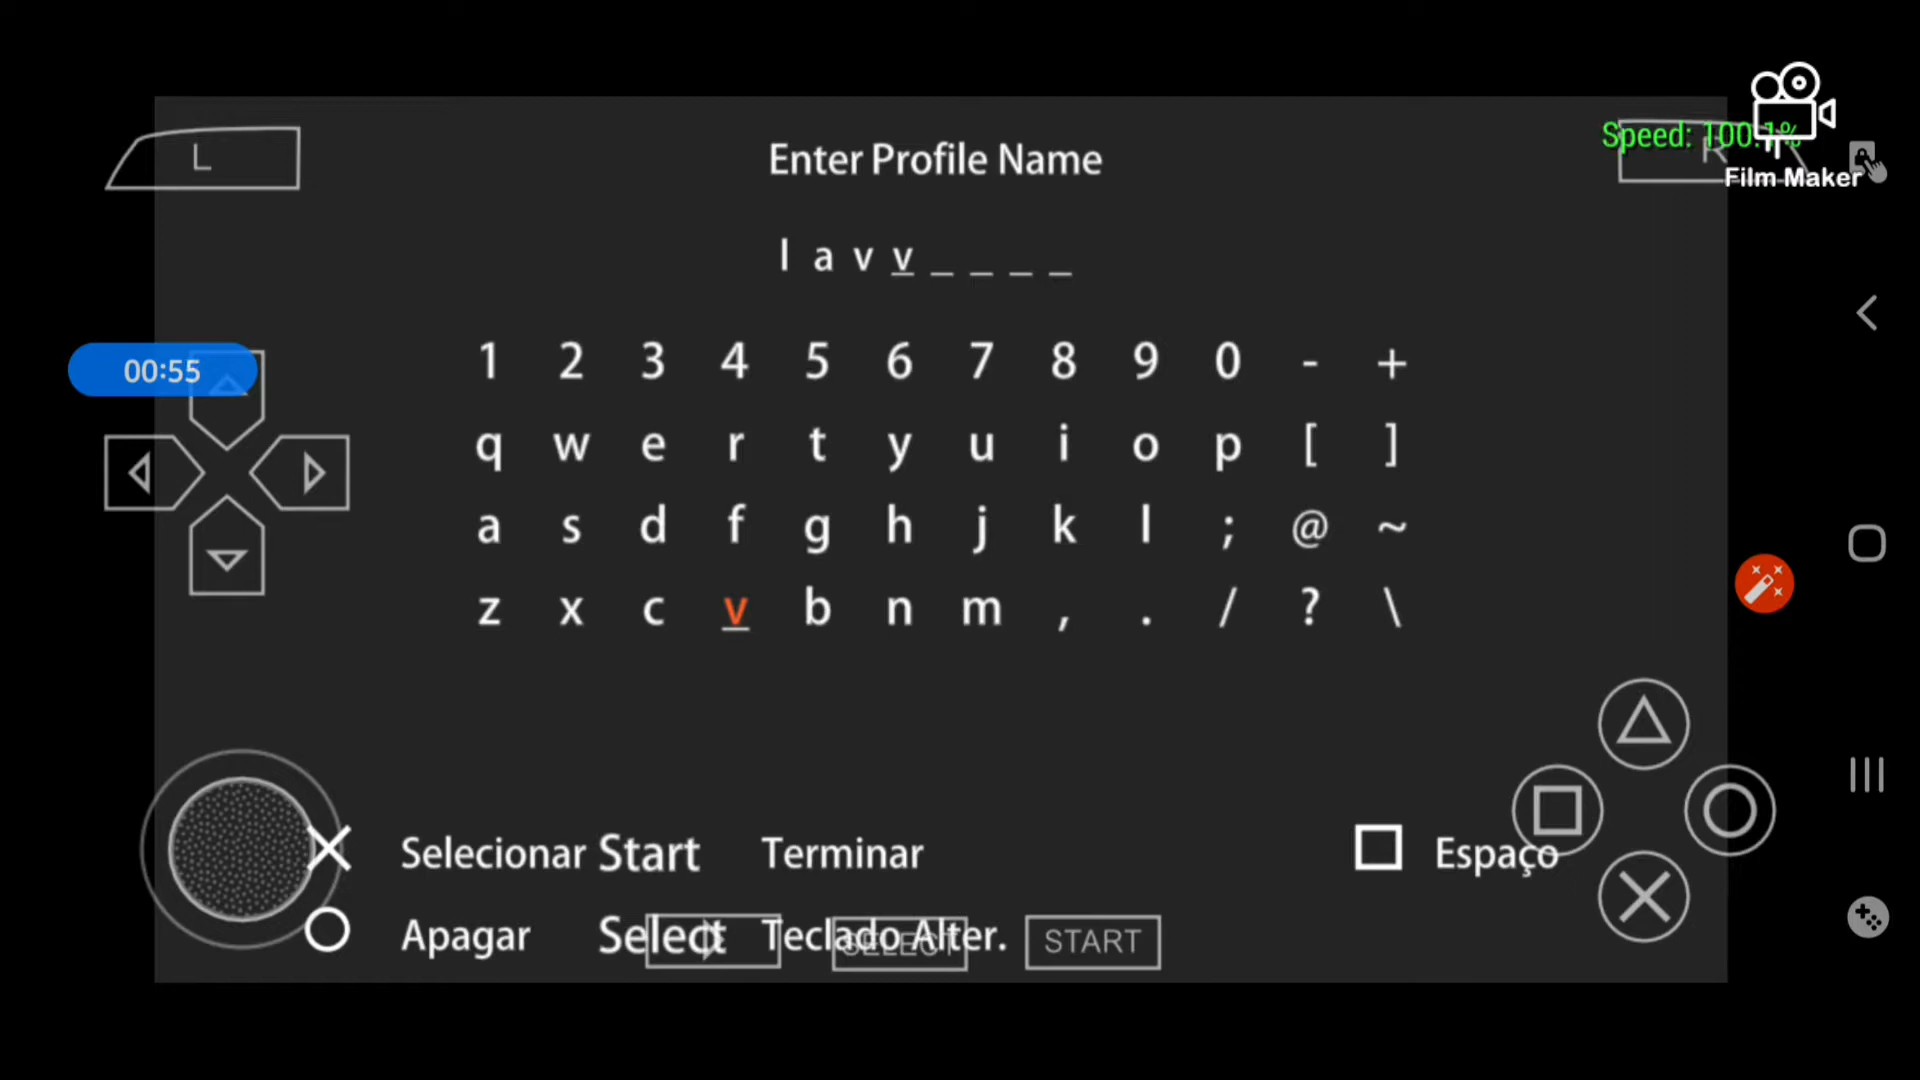 Speed: 100.1%
Film Maker
L
R
Enter Profile Name
l a v v _ _ _ _
00:55
1 2 3 4 5 6 7 8 9 0 - +
q w e r t y u i o p [ ]
a s d f g h j k l ; @ ~
z x c v b n m , . / ? \
Selecionar Start Terminar Espaço
Apagar Select Teclado Alter.
SELECT START